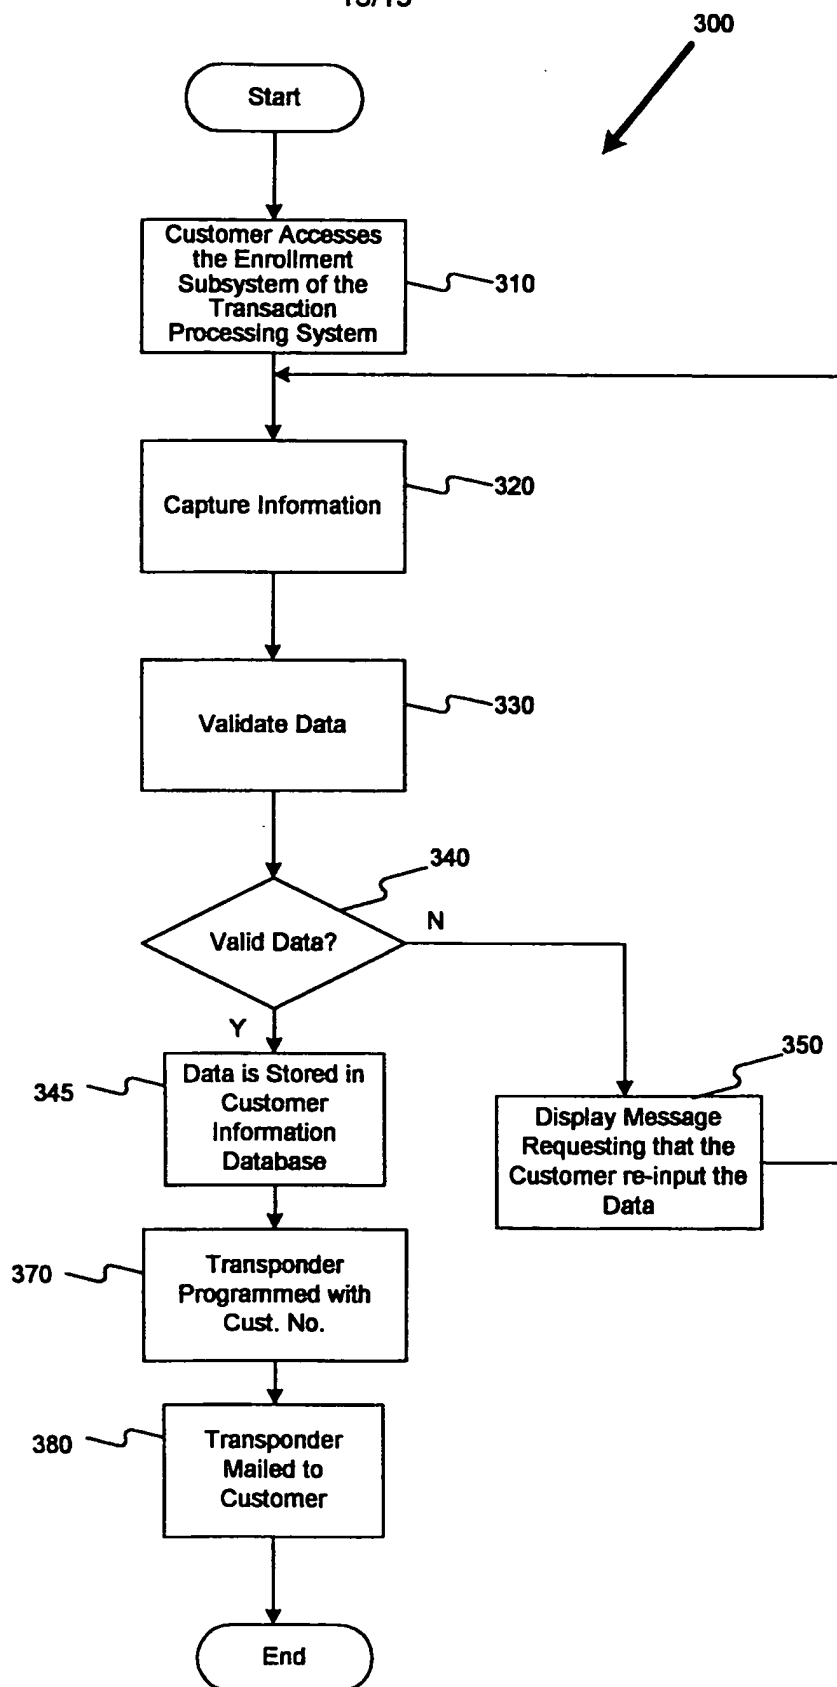 300
Start
Customer Accesses
the Enrollment
Subsystem of the
Transaction
Processing System
310
Capture Information
320
Validate Data
330
340
Valid Data?
N
Y
345
Data is Stored in
Customer
Information
Database
350
Display Message
Requesting that the
Customer re-input the
Data
370
Transponder
Programmed with
Cust. No.
380
Transponder
Mailed to
Customer
End